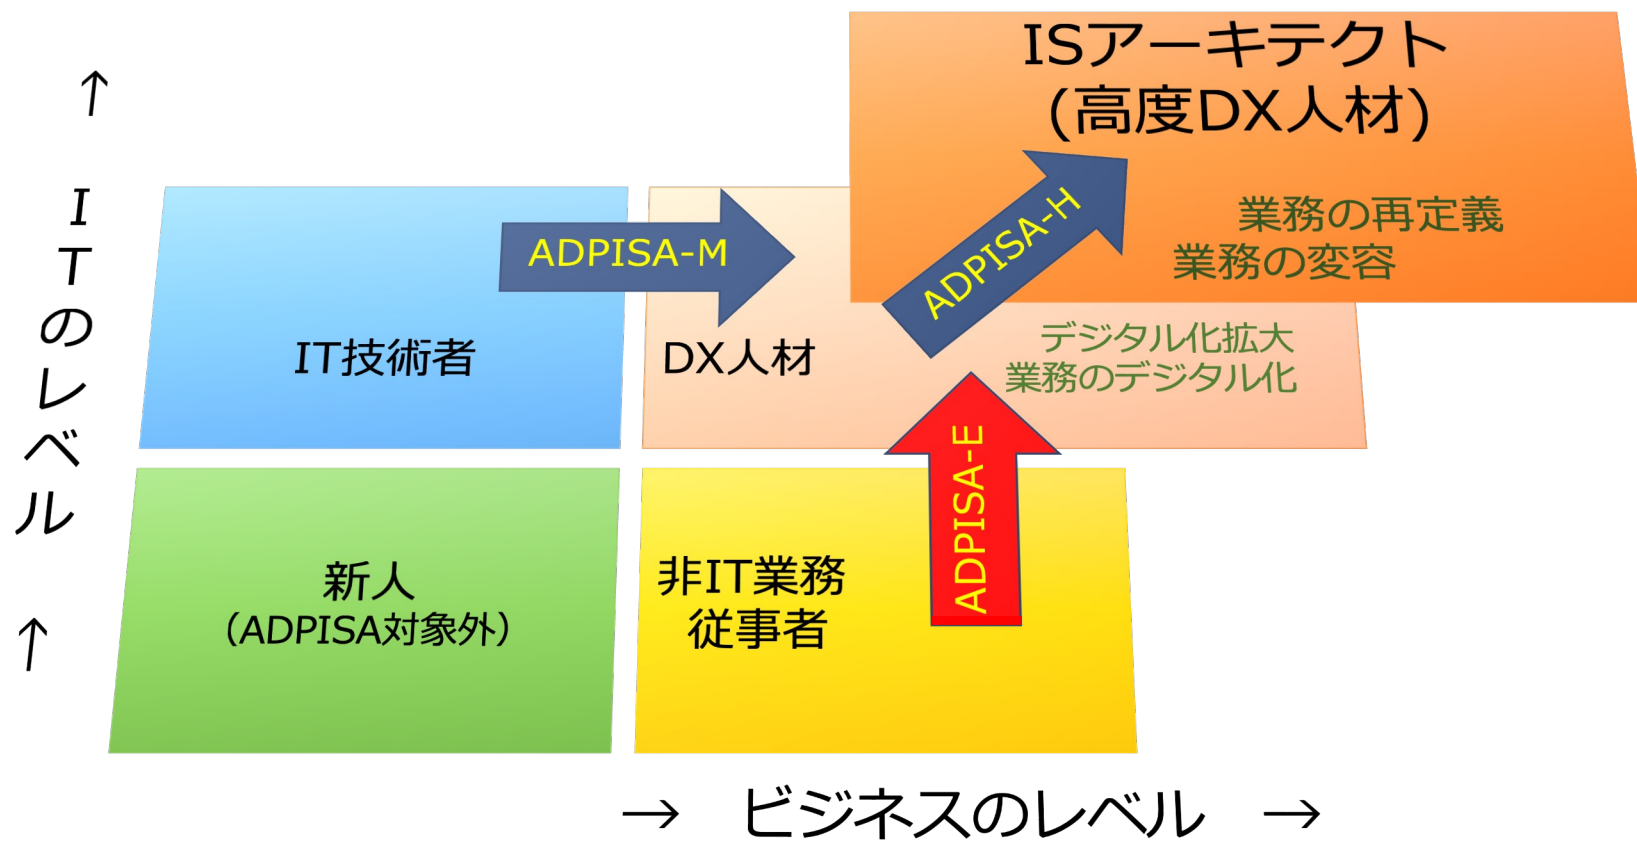 ISアーキテクト
(高度DX人材)
業務の再定義
業務の変容
ADPISA-H
ADPISA-M
IT技術者
DX人材
デジタル化拡大
業務のデジタル化
ADPISA-E
新人
（ADPISA対象外）
非IT業務
従事者
↑ ITのレベル ↑
→ ビジネスのレベル →